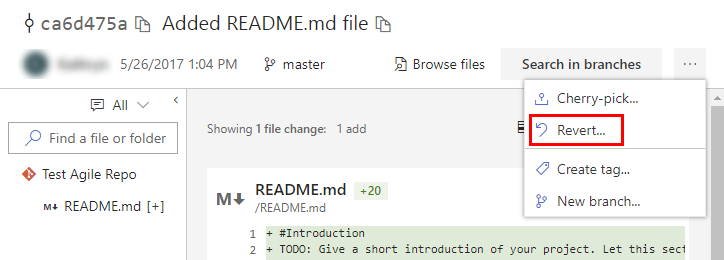 ca6d475a Added README.md file
5/26/2017 1:04 PM master Browse files Search in branches ...
All
Find a file or folder
Test Agile Repo
README.md [+]
Showing 1 file change: 1 add
M↓ README.md +20
/README.md
1 + #Introduction
2 + TODO: Give a short introduction of your project. Let this sect
Cherry-pick...
Revert...
Create tag...
New branch...